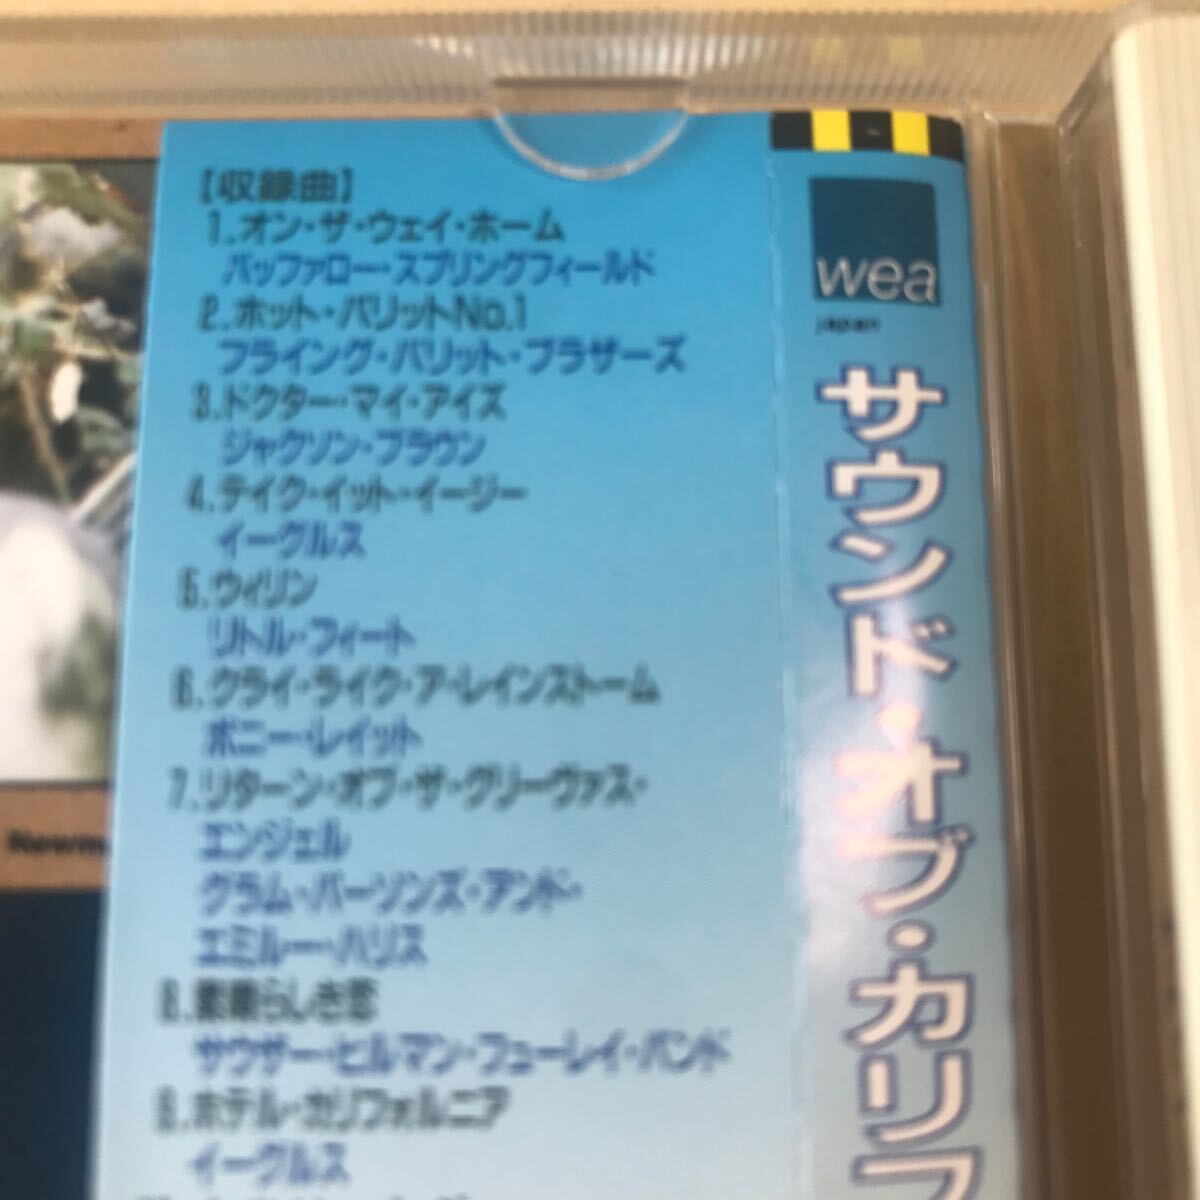 【収録曲】
1.オン・ザ・ウェイ・ホーム
バッファロー・スプリングフィールド
2.ホット・バリットNo.1
フライング・バリット・ブラザーズ
3.ドクター・マイ・アイズ
ジャクソン・ブラウン
4.テイク・イット・イージー
イーグルス
5.ウィリン
リトル・フィート
6.クライ・ライク・ア・レインストーム
ボニー・レイット
7.リターン・オブ・ザ・グリーヴァス・
エンジェル
グラム・パーソンズ・アンド・
エミルー・ハリス
8.素晴らしき恋
サウザー・ヒルマン・フューレイ・バンド
9.ホテル・カリフォルニア
イーグルス
wea
JAPAN
サウンド・オブ・カリフ
Newm